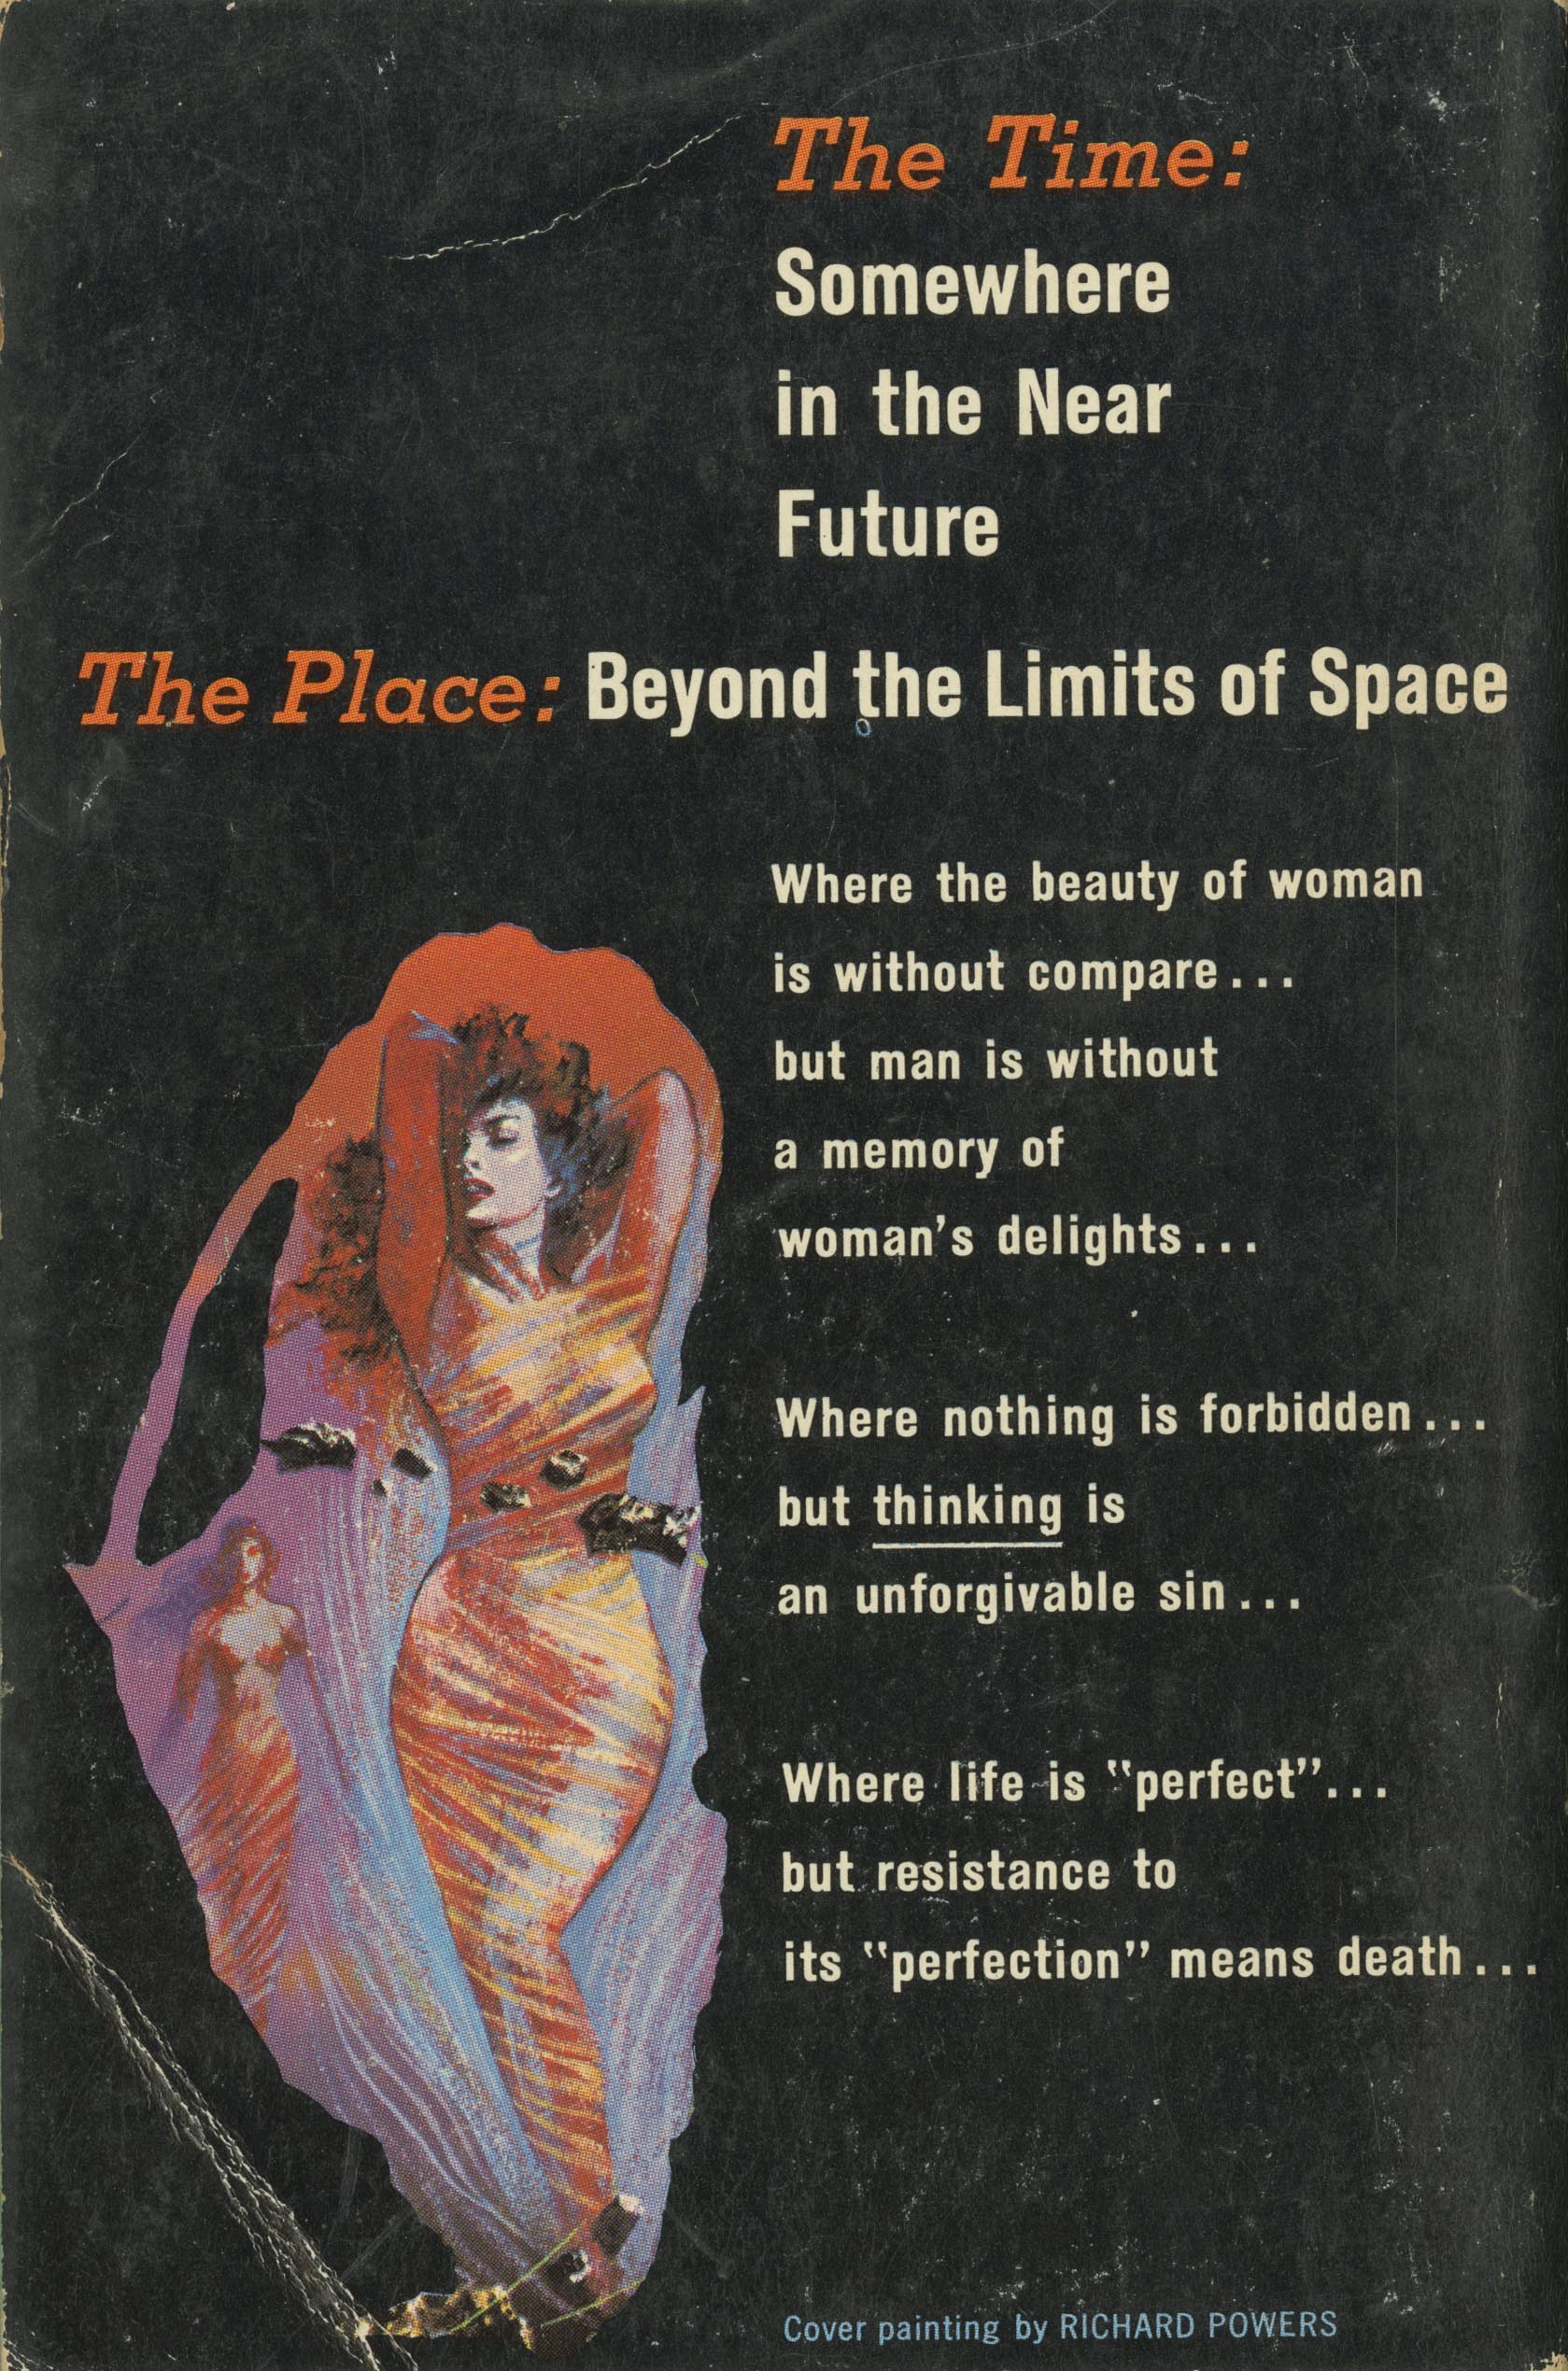 The Time:
Somewhere
in the Near
Future
The Place: Beyond the Limits of Space
Where the beauty of woman
is without compare...
but man is without
a memory of
woman's delights...
Where nothing is forbidden...
but thinking is
an unforgivable sin...
Where life is "perfect"...
but resistance to
its "perfection" means death...
Cover painting by RICHARD POWERS